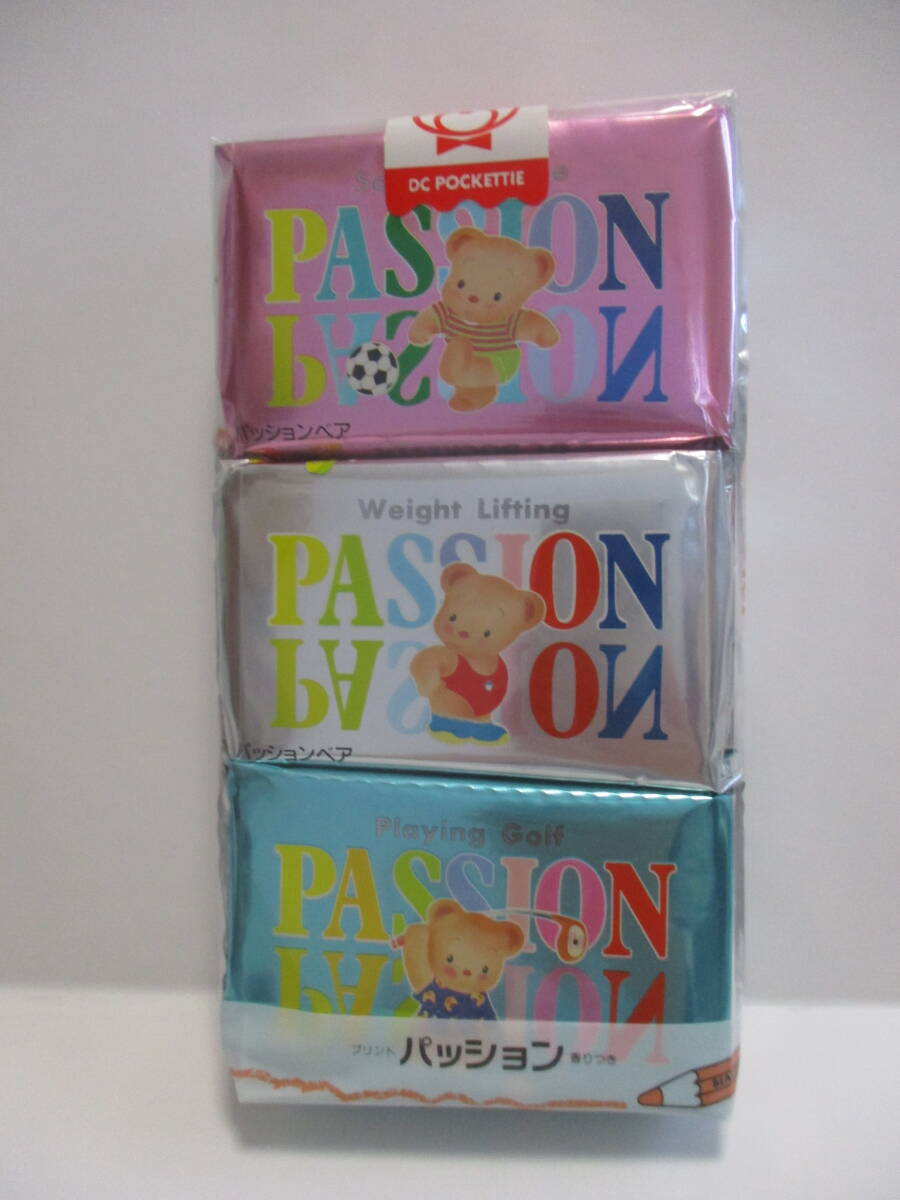 DC POCKETTIE
PASSION
PASSION
パッションベア
Weight Lifting
PASSION
PASSION
パッションベア
Playing Golf
PASSION
PASSION
プリント パッション 香りつき